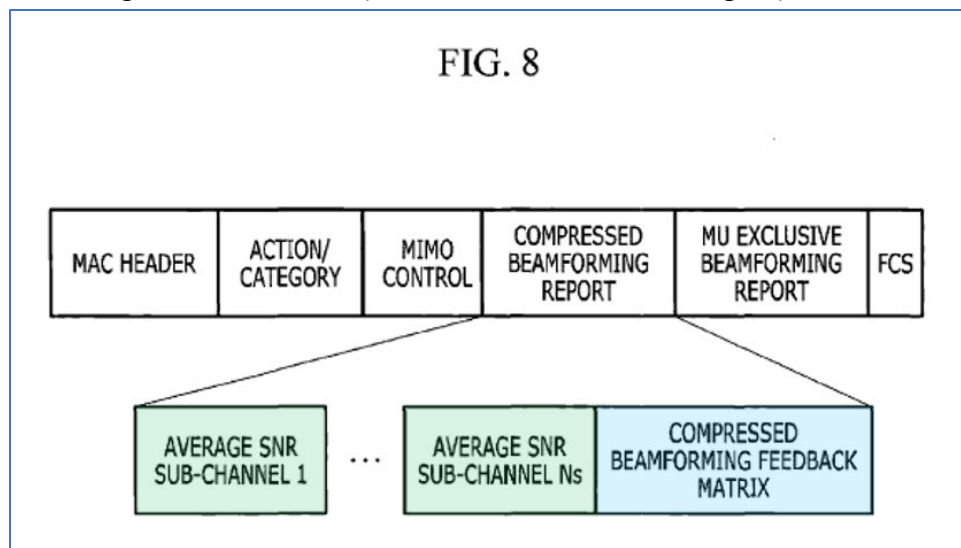 FIG. 8
MAC HEADER
ACTION/
CATEGORY
MIMO
CONTROL
COMPRESSED
BEAMFORMING
REPORT
MU EXCLUSIVE
BEAMFORMING
REPORT
FCS
AVERAGE SNR
SUB-CHANNEL 1
...
AVERAGE SNR
SUB-CHANNEL Ns
COMPRESSED
BEAMFORMING FEEDBACK
MATRIX